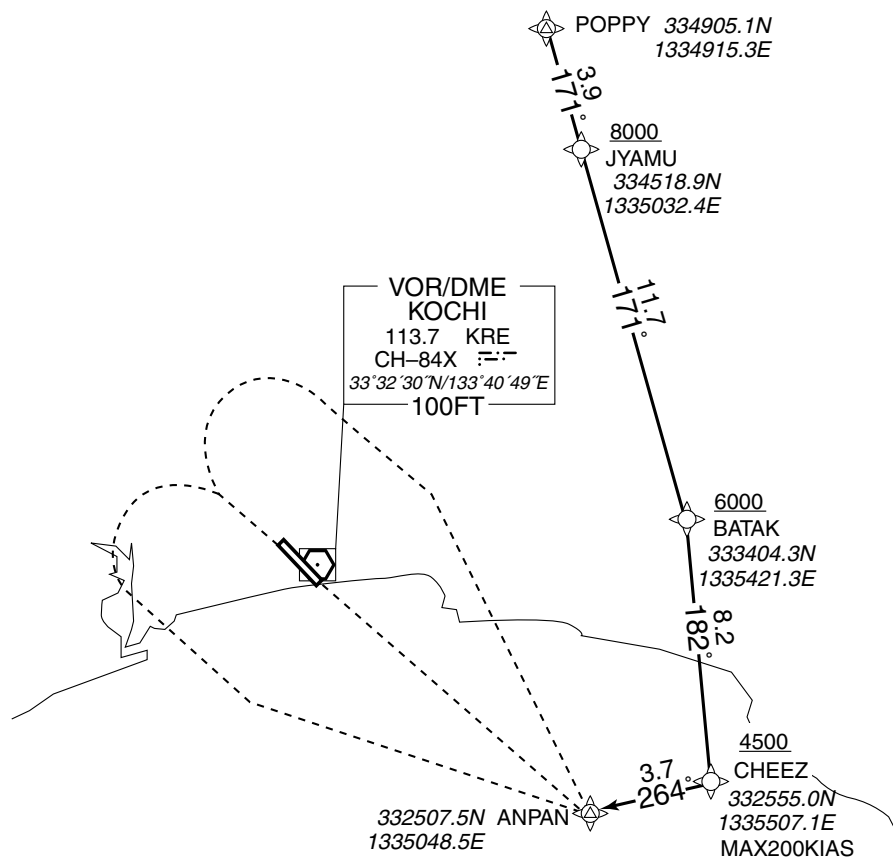 POPPY 334905.1N
1334915.3E
3.9
171°
8000
JYAMU
334518.9N
1335032.4E
11.7
171°
VOR/DME
KOCHI
113.7 KRE
CH–84X
33°32´30˝N/133°40´49˝E
100FT
6000
BATAK
333404.3N
1335421.3E
8.2
182°
4500
CHEEZ
332555.0N
1335507.1E
MAX200KIAS
3.7
264°
332507.5N ANPAN
1335048.5E